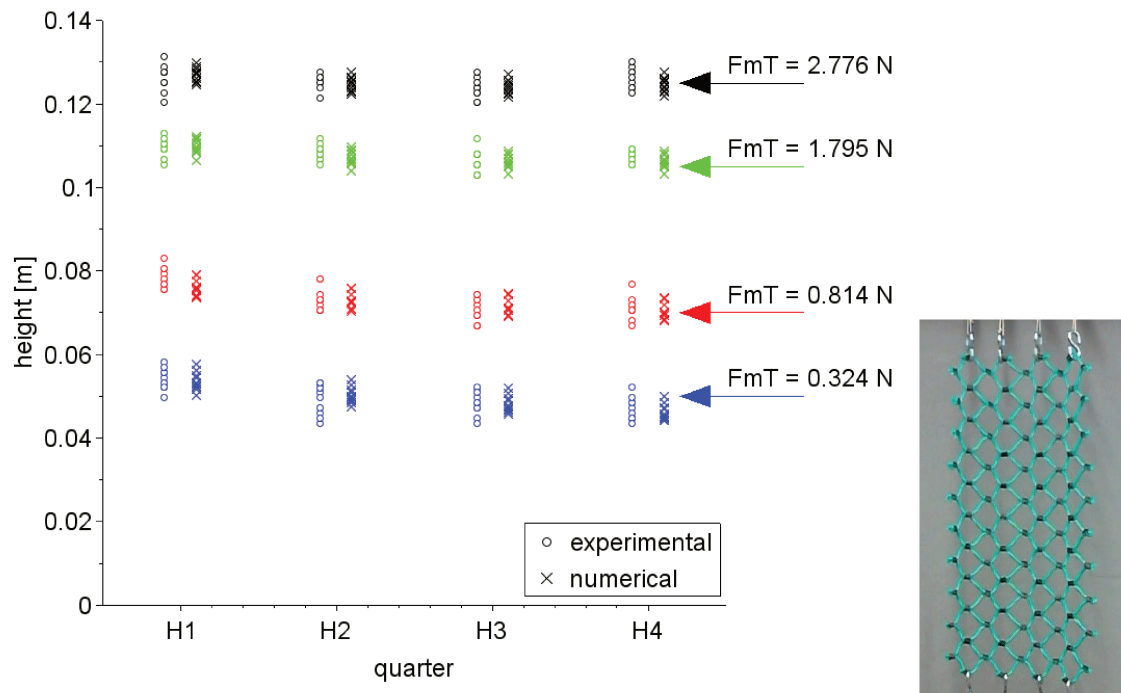 0.14
0.12
0.1
0.08
0.06
0.04
0.02
0
height [m]
H1
H2
H3
H4
quarter
FmT = 2.776 N
FmT = 1.795 N
FmT = 0.814 N
FmT = 0.324 N
experimental
numerical